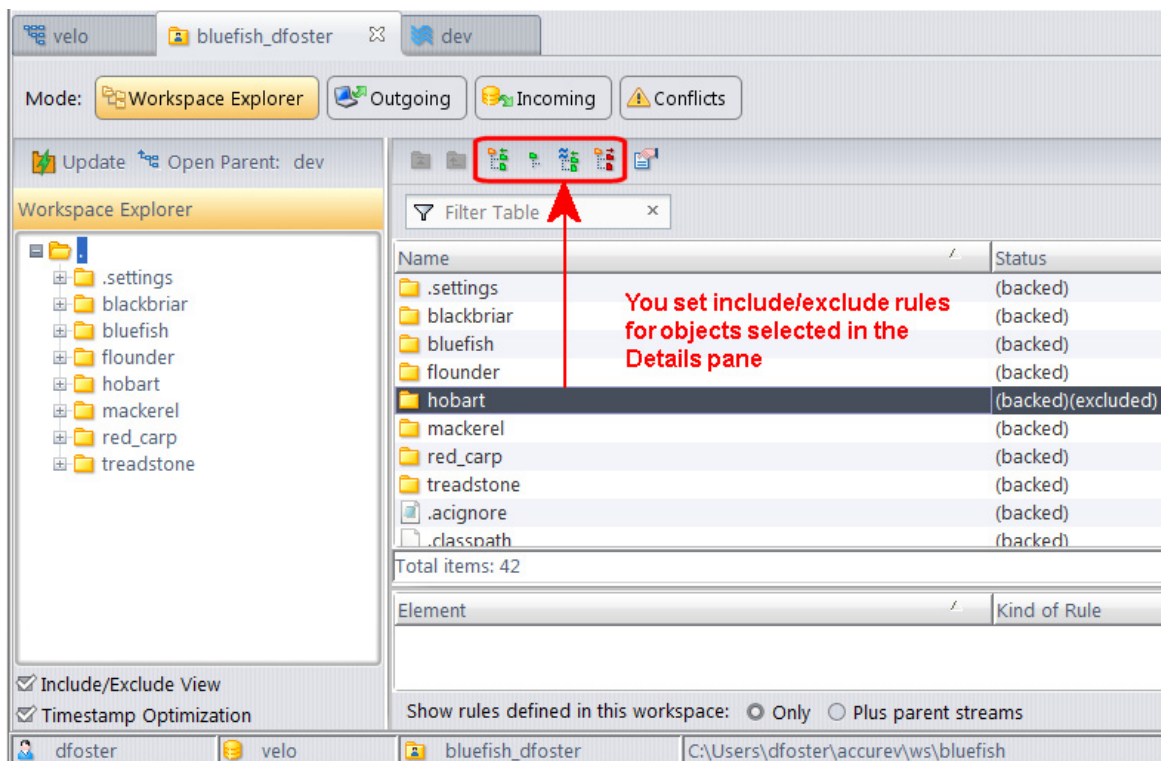 velo bluefish_dfoster dev
Mode: Workspace Explorer Outgoing Incoming Conflicts
Update Open Parent: dev
Workspace Explorer
.
.settings
blackbriar
bluefish
flounder
hobart
mackerel
red_carp
treadstone
Include/Exclude View
Timestamp Optimization
Filter Table
Name Status
.settings (backed)
blackbriar (backed)
bluefish (backed)
flounder (backed)
hobart (backed)(excluded)
mackerel (backed)
red_carp (backed)
treadstone (backed)
.acignore (backed)
.classpath (backed)
You set include/exclude rules
for objects selected in the
Details pane
Total items: 42
Element Kind of Rule
Show rules defined in this workspace: Only Plus parent streams
dfoster velo bluefish_dfoster C:\Users\dfoster\accurev\ws\bluefish